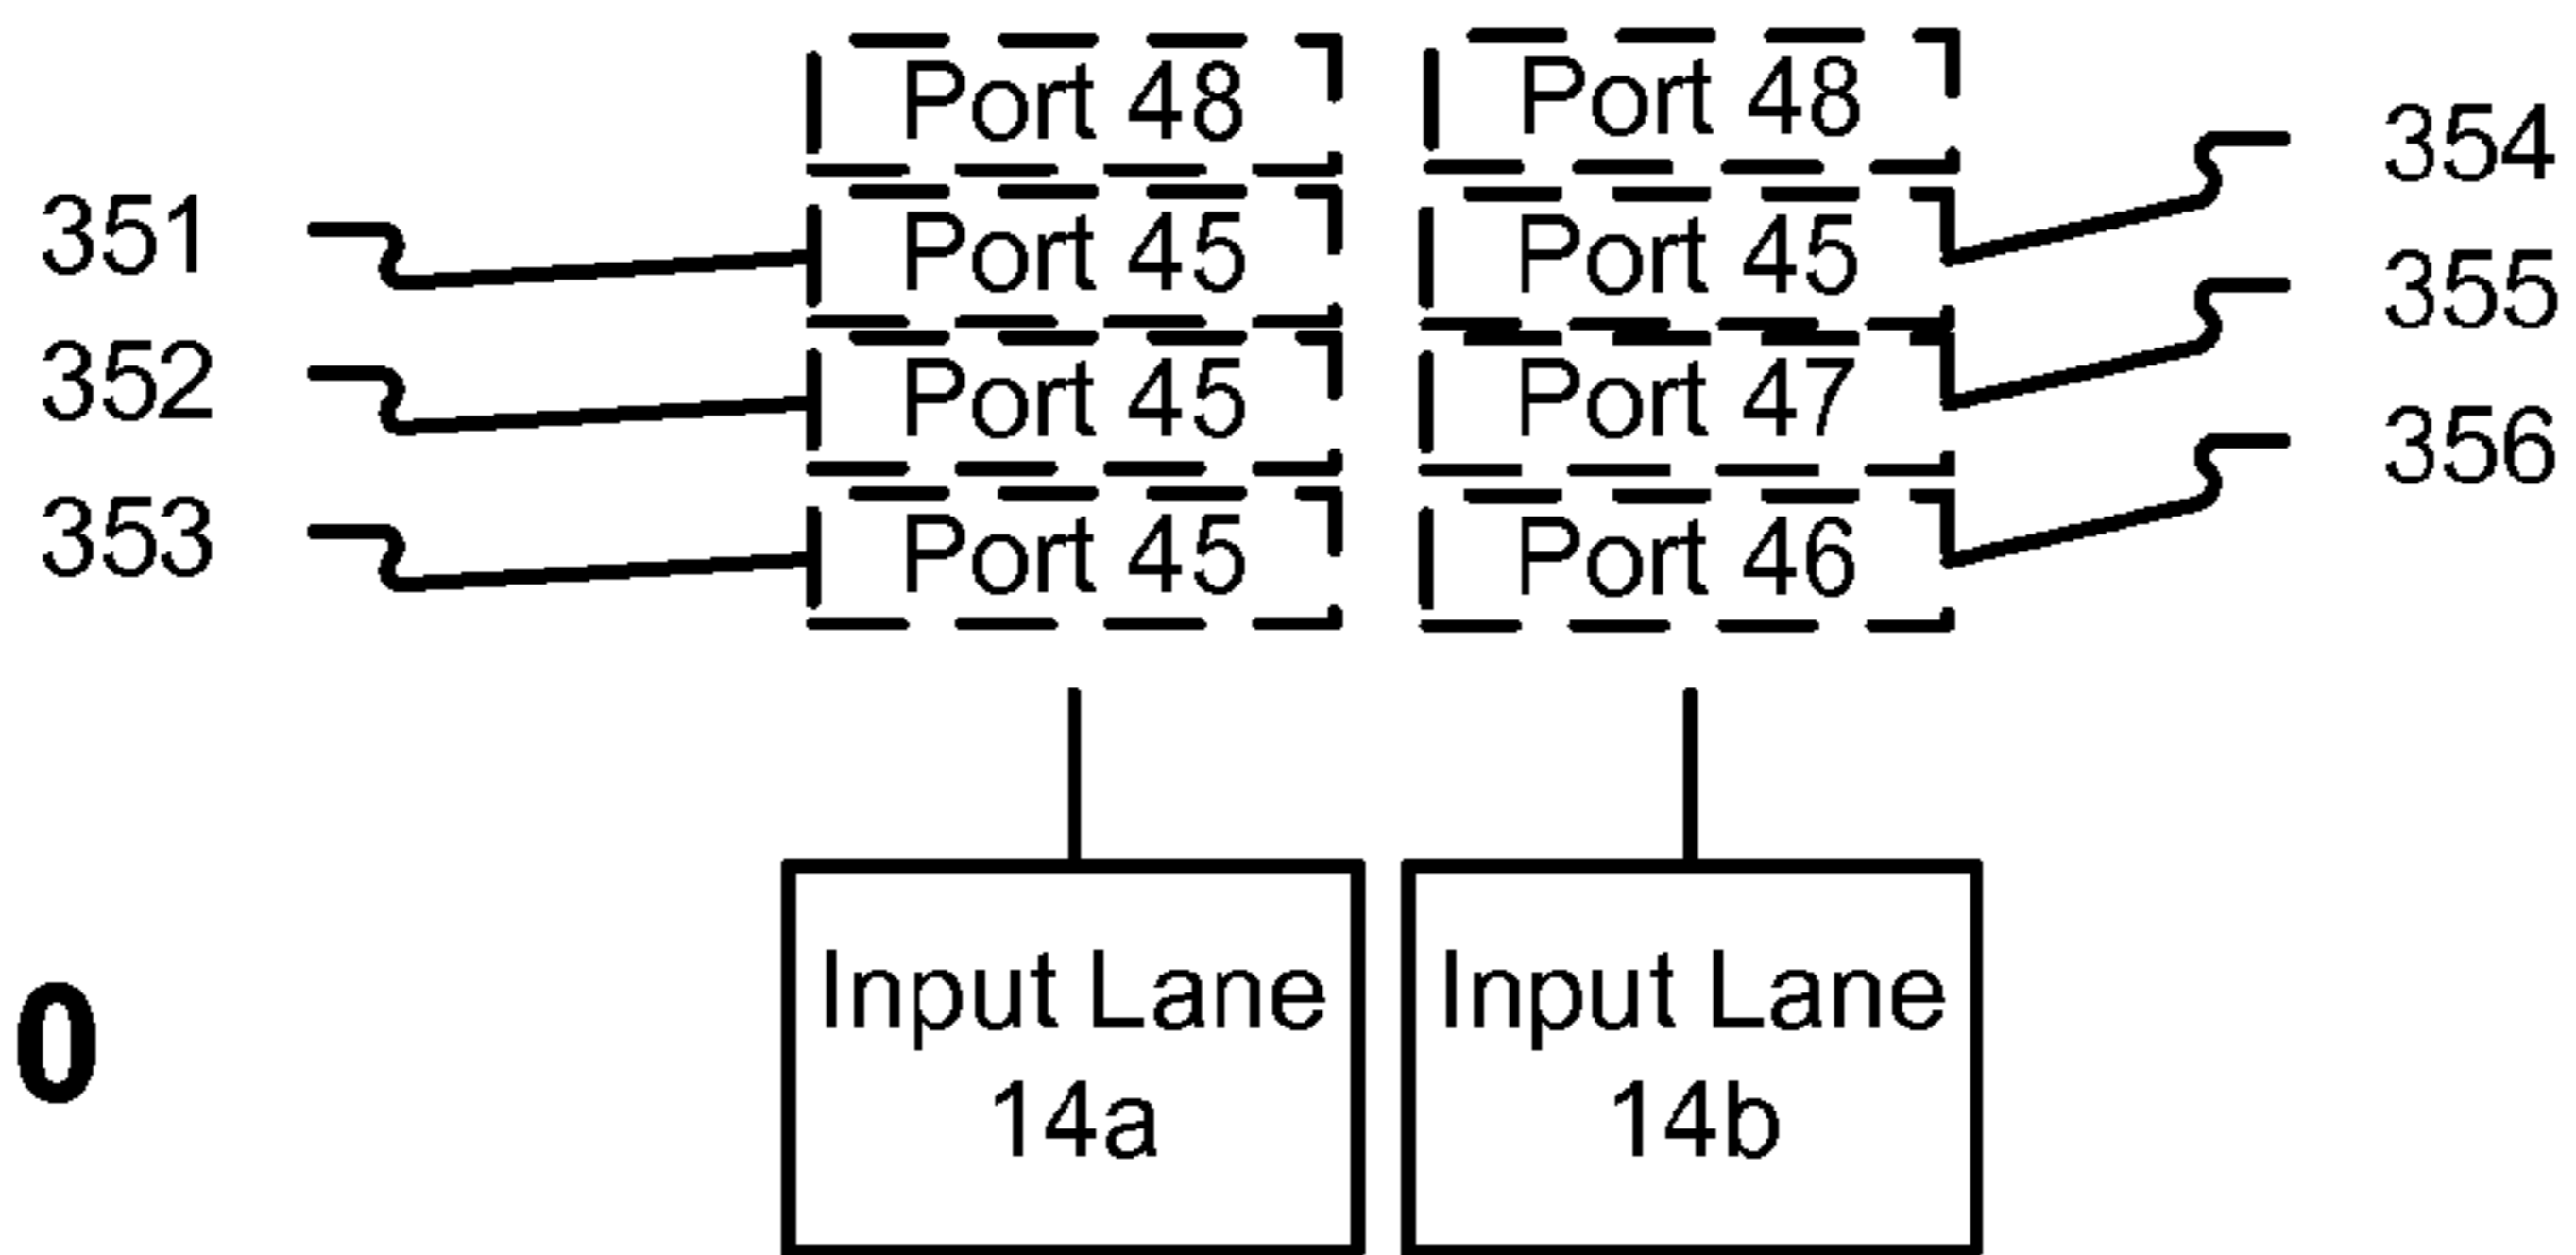 Port 48 Port 48
354
351 Port 45 Port 45
355
352 Port 45 Port 47
356
353 Port 45 Port 46
Input Lane Input Lane
14a 14b
0